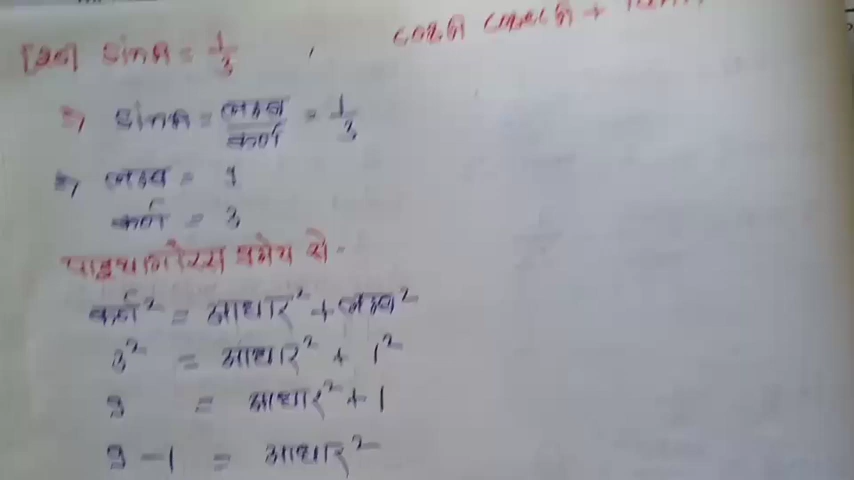 sinA = 1/3 ,
⇒ sinA = लम्ब/कर्ण = 1/3
⇒ लम्ब = 1
कर्ण = 3
पाइथागोरस प्रमेय से -
कर्ण² = आधार² + लम्ब²
3² = आधार² + 1²
9 = आधार² + 1
9 - 1 = आधार²